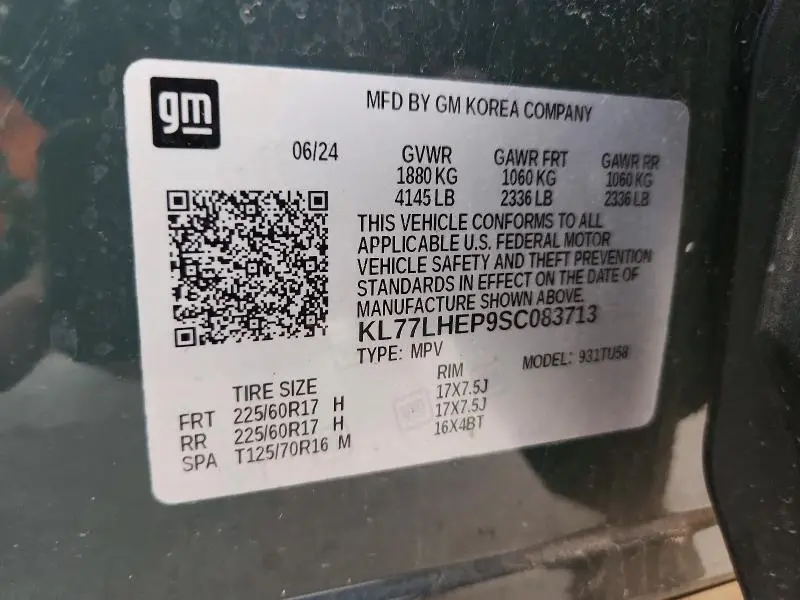 gm
MFD BY GM KOREA COMPANY
06/24
GVWR GAWR FRT GAWR RR
1880 KG 1060 KG 1060 KG
4145 LB 2336 LB 2336 LB
THIS VEHICLE CONFORMS TO ALL
APPLICABLE U.S. FEDERAL MOTOR
VEHICLE SAFETY AND THEFT PREVENTION
STANDARDS IN EFFECT ON THE DATE OF
MANUFACTURE SHOWN ABOVE.
KL77LHEP9SC083713
TYPE: MPV MODEL: 931TU58
TIRE SIZE RIM
FRT 225/60R17 H 17X7.5J
RR 225/60R17 H 17X7.5J
SPA T125/70R16 M 16X4BT